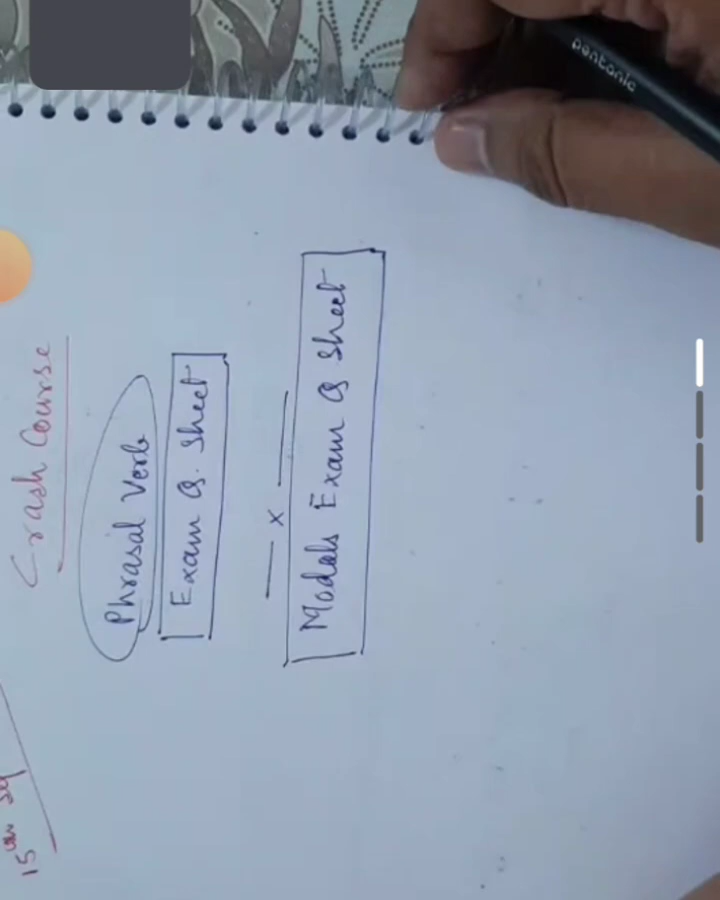 Crash Course
Phrasal Verb
Exam Q. Sheet
x
Modals Exam Q Sheet
15
pentonic